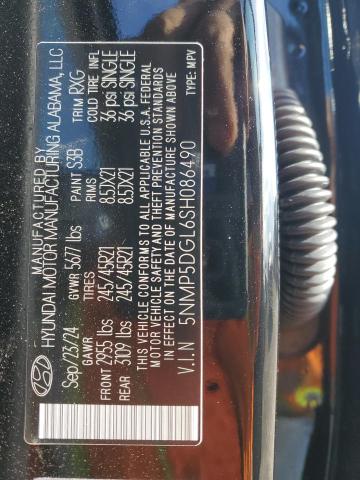 MANUFACTURED BY
HYUNDAI MOTOR MANUFACTURING ALABAMA, LLC
Sep/23/24 GVWR 5677 lbs PAINT S3B TRIM RXG
GAWR TIRES RIMS COLD TIRE INFL
FRONT 2955 lbs 245/45R21 8.5JX21 36 psi SINGLE
REAR 3109 lbs 245/45R21 8.5JX21 36 psi SINGLE
THIS VEHICLE CONFORMS TO ALL APPLICABLE U.S.A. FEDERAL
MOTOR VEHICLE SAFETY STANDARDS IN EFFECT ON THE
DATE OF MANUFACTURE SHOWN ABOVE.
V.I.N 5NMP5DGL6SH086490 TYPE: MPV